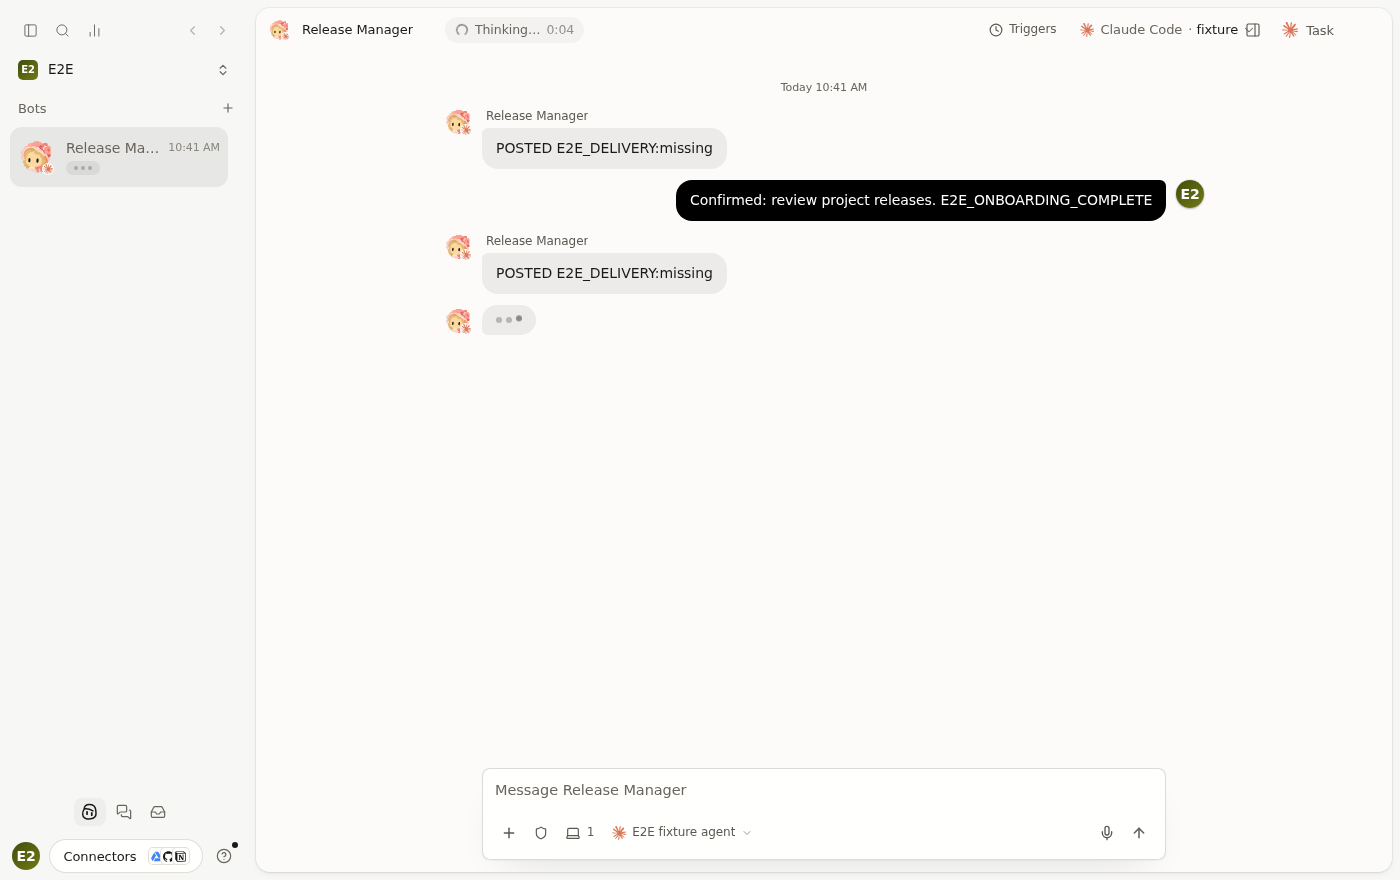 Release Manager
Thinking… 0:04
Triggers
Claude Code · fixture
Task
E2 E2E
Bots
Release Ma… 10:41 AM
Today 10:41 AM
Release Manager
POSTED E2E_DELIVERY:missing
Confirmed: review project releases. E2E_ONBOARDING_COMPLETE
E2
Release Manager
POSTED E2E_DELIVERY:missing
Message Release Manager
1
E2E fixture agent
E2
Connectors